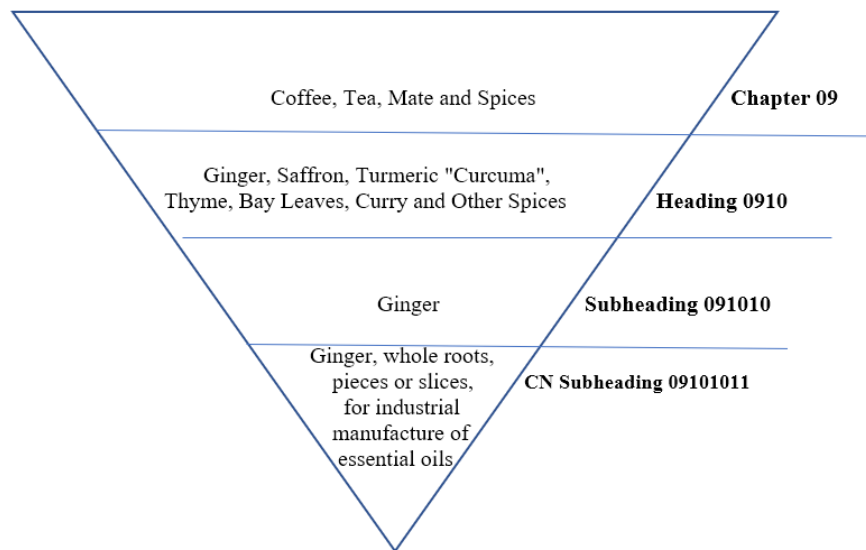 Coffee, Tea, Mate and Spices
Chapter 09
Ginger, Saffron, Turmeric "Curcuma",
Thyme, Bay Leaves, Curry and Other Spices
Heading 0910
Ginger
Subheading 091010
Ginger, whole roots,
pieces or slices,
for industrial
manufacture of
essential oils
CN Subheading 09101011